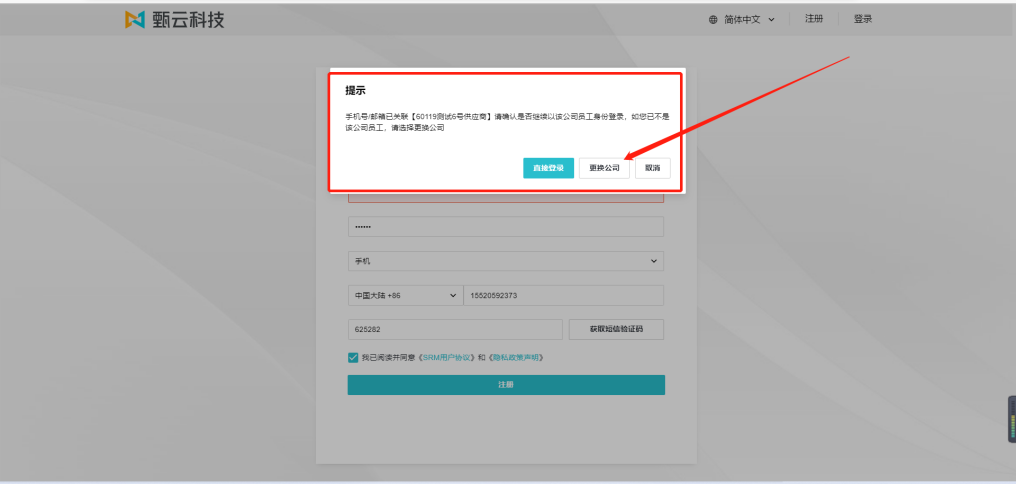 甄云科技
简体中文
注册
登录
提示
手机号/邮箱已关联【60119测试6号供应商】请确认是否继续以该公司员工身份登录，如您已不是
该公司员工，请选择更换公司
直接登录
更换公司
取消
••••••
手机
中国大陆 +86
15520592373
625282
获取短信验证码
我已阅读并同意《SRM用户协议》和《隐私政策声明》
注册